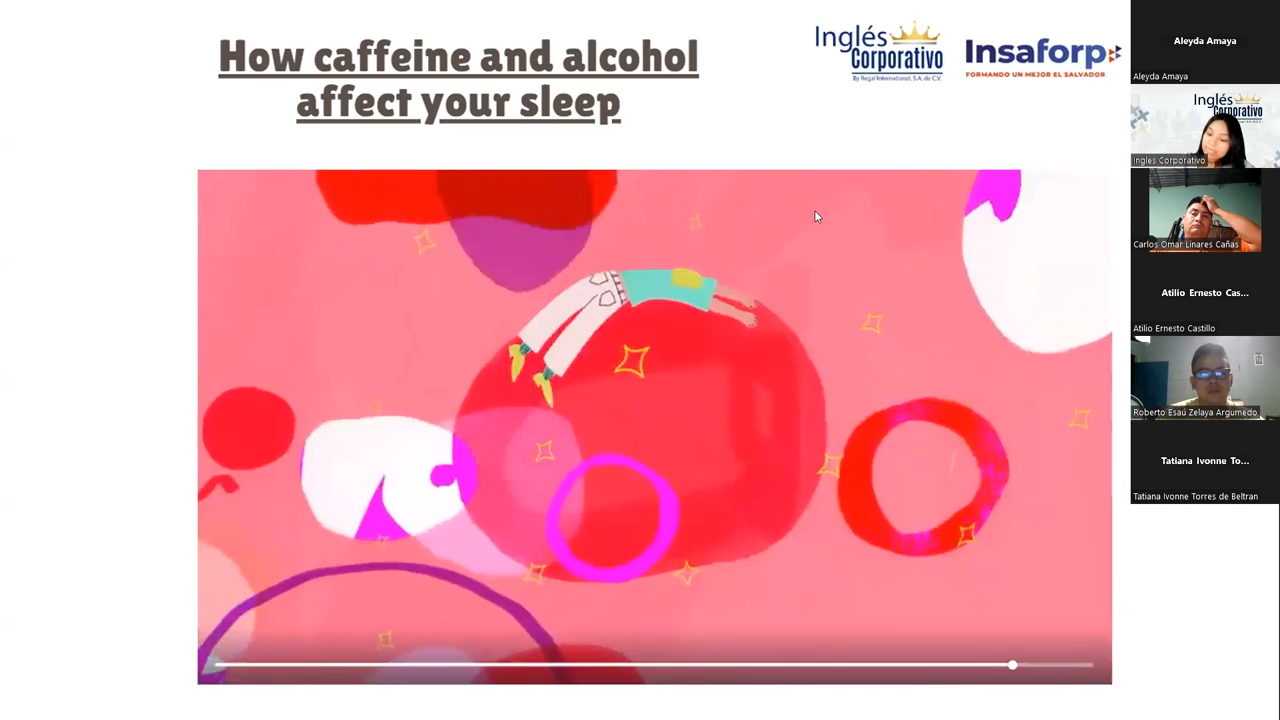 How caffeine and alcohol
affect your sleep
Inglés
Corporativo
By Regal International, S.A. de C.V.
Insaforp
FORMANDO UN MEJOR EL SALVADOR
Aleyda Amaya
Aleyda Amaya
Inglés
Corporativo
Ingles Corporativo
Carlos Omar Linares Cañas
Atilio Ernesto Cas...
Atilio Ernesto Castillo
Roberto Esaú Zelaya Argumedo
Tatiana Ivonne To...
Tatiana Ivonne Torres de Beltran